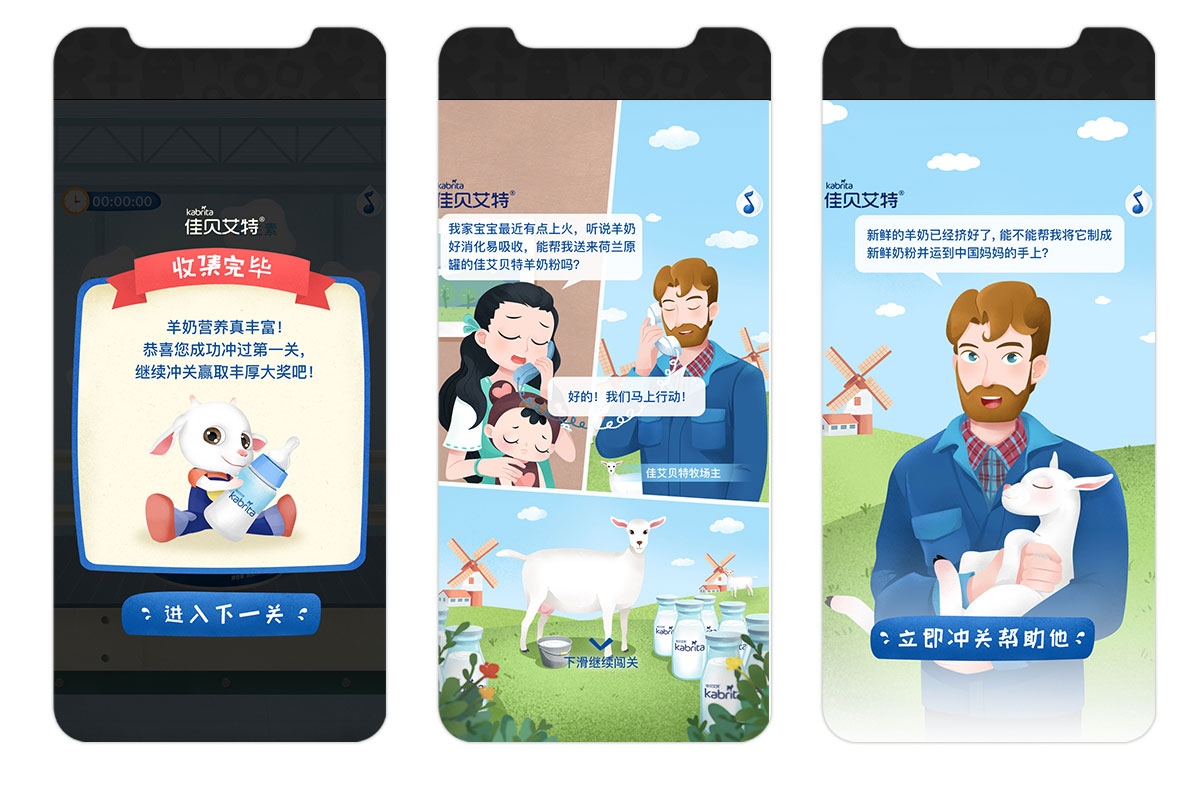 00:00:00
kabrita
佳贝艾特®
素
收集完毕
羊奶营养真丰富！
恭喜您成功冲过第一关，
继续冲关赢取丰厚大奖吧！
kabrita
进入下一关
kabrita
佳贝艾特®
我家宝宝最近有点上火，听说羊奶
好消化易吸收，能帮我送来荷兰原
罐的佳艾贝特羊奶粉吗？
好的！我们马上行动！
佳艾贝特牧场主
kabrita
kabrita
kabrita
下滑继续闯关
kabrita
佳贝艾特®
新鲜的羊奶已经挤好了，能不能帮我将它制成
新鲜奶粉并运到中国妈妈的手上？
立即冲关帮助他